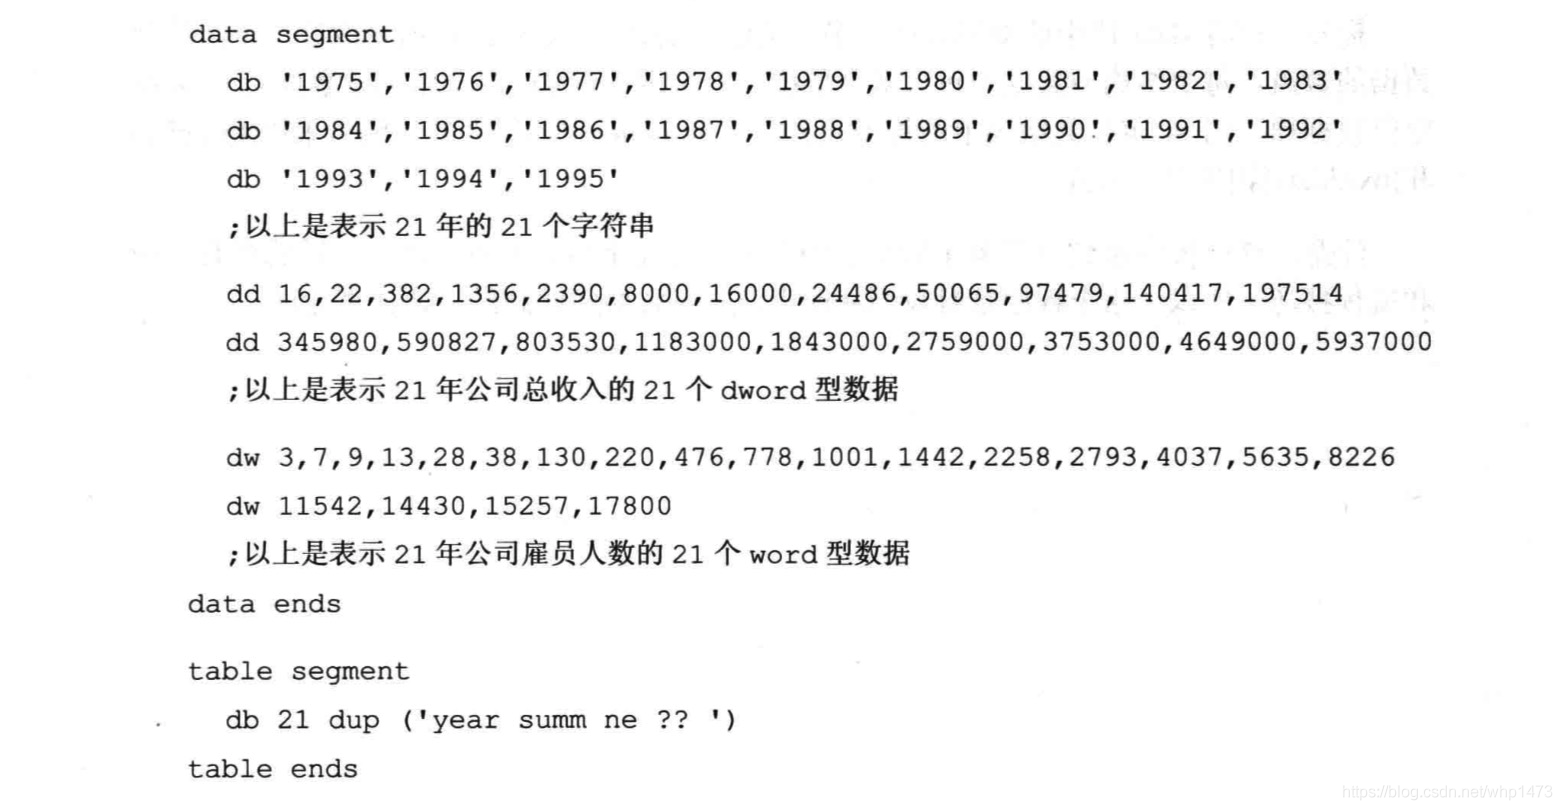 data segment
db '1975','1976','1977','1978','1979','1980','1981','1982','1983'
db '1984','1985','1986','1987','1988','1989','1990','1991','1992'
db '1993','1994','1995'
;以上是表示 21 年的 21 个字符串
dd 16,22,382,1356,2390,8000,16000,24486,50065,97479,140417,197514
dd 345980,590827,803530,1183000,1843000,2759000,3753000,4649000,5937000
;以上是表示 21 年公司总收入的 21 个 dword 型数据
dw 3,7,9,13,28,38,130,220,476,778,1001,1442,2258,2793,4037,5635,8226
dw 11542,14430,15257,17800
;以上是表示 21 年公司雇员人数的 21 个 word 型数据
data ends
table segment
db 21 dup ('year summ ne ?? ')
table ends
https://blog.csdn.net/whp1473